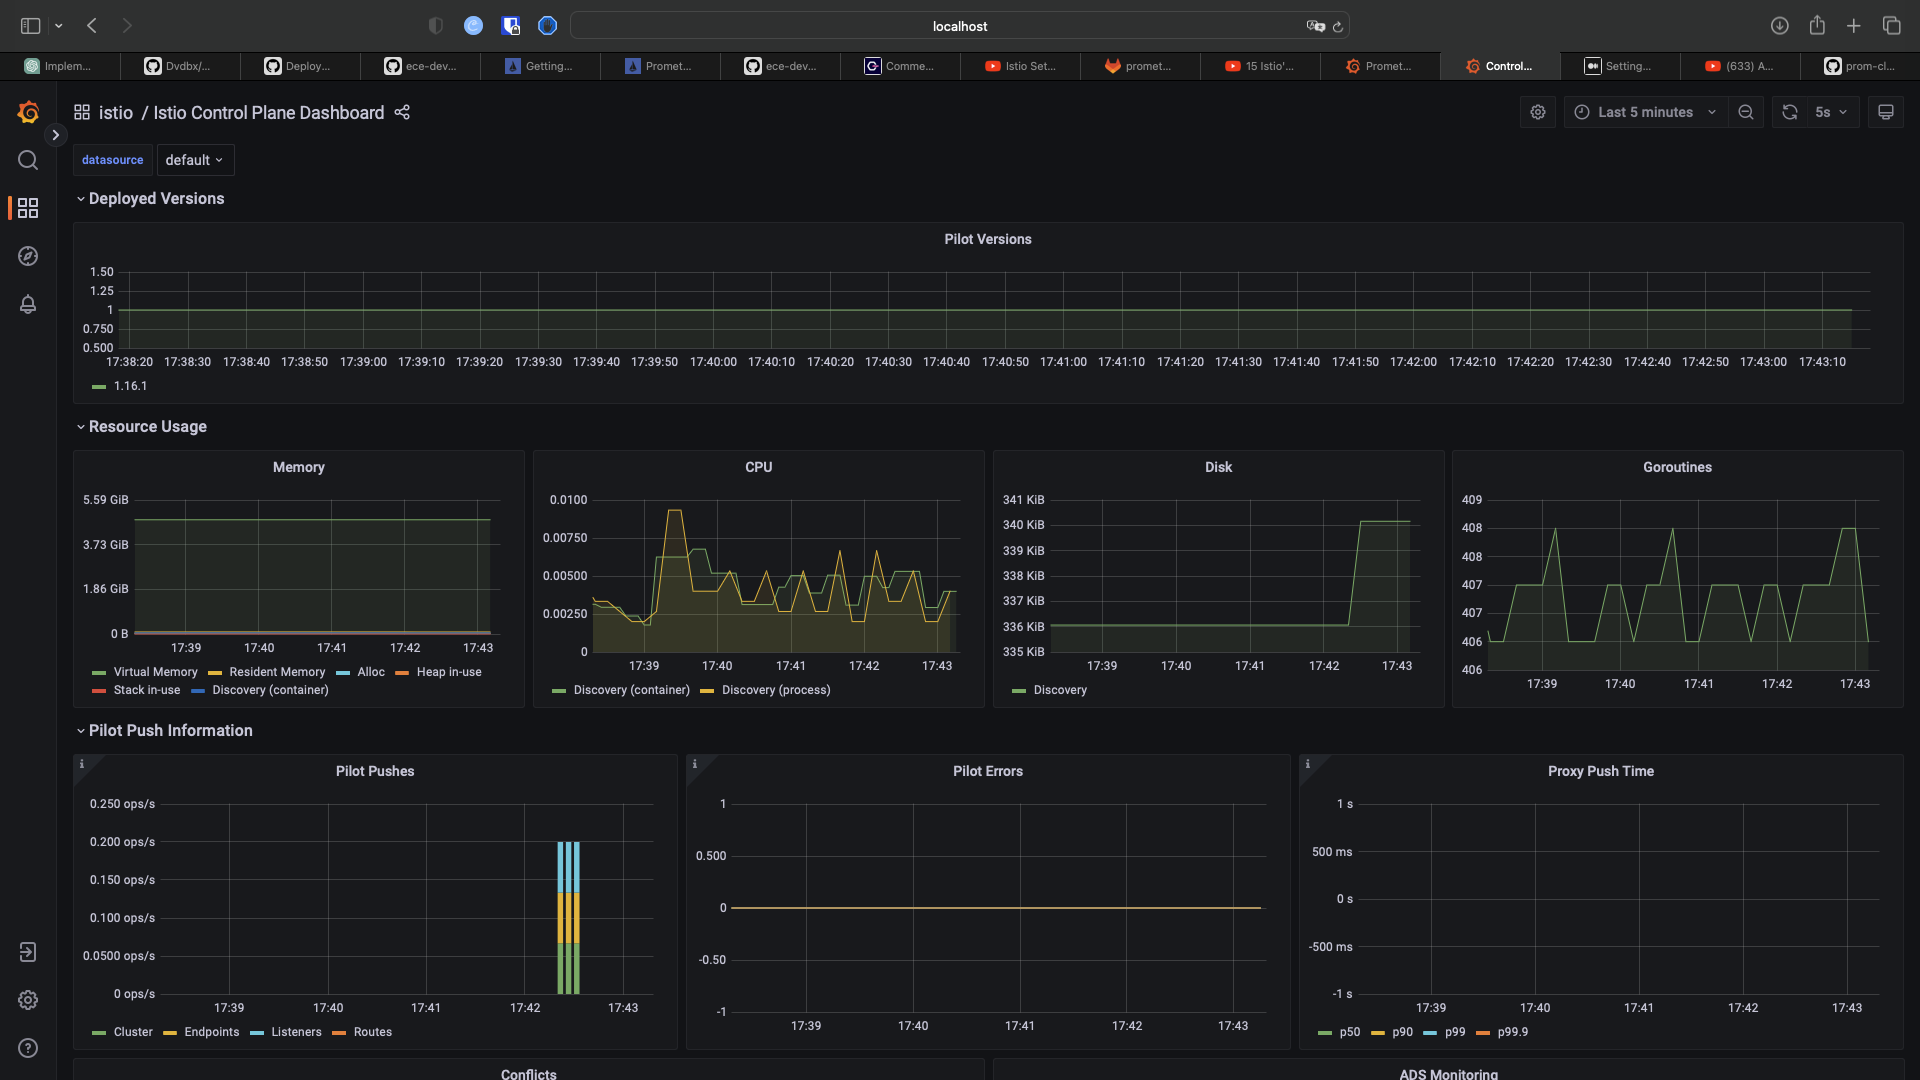 localhost
Implem...
Dvdbx/...
Deploy...
ece-dev...
Getting...
Promet...
ece-dev...
Comme...
Istio Set...
promet...
15 Istio'...
Promet...
Control...
Setting...
(633) A...
prom-cl...
istio / Istio Control Plane Dashboard
Last 5 minutes
5s
datasource default
Deployed Versions
Pilot Versions
1.50
1.25
1
0.750
0.500
17:38:20 17:38:30 17:38:40 17:38:50 17:39:00 17:39:10 17:39:20 17:39:30 17:39:40 17:39:50 17:40:00 17:40:10 17:40:20 17:40:30 17:40:40 17:40:50 17:41:00 17:41:10 17:41:20 17:41:30 17:41:40 17:41:50 17:42:00 17:42:10 17:42:20 17:42:30 17:42:40 17:42:50 17:43:00 17:43:10
1.16.1
Resource Usage
Memory
5.59 GiB
3.73 GiB
1.86 GiB
0 B
17:39 17:40 17:41 17:42 17:43
Virtual Memory Resident Memory Alloc Heap in-use
Stack in-use Discovery (container)
CPU
0.0100
0.00750
0.00500
0.00250
0
17:39 17:40 17:41 17:42 17:43
Discovery (container) Discovery (process)
Disk
341 KiB
340 KiB
339 KiB
338 KiB
337 KiB
336 KiB
335 KiB
17:39 17:40 17:41 17:42 17:43
Discovery
Goroutines
409
408
408
407
407
406
406
17:39 17:40 17:41 17:42 17:43
Pilot Push Information
Pilot Pushes
0.250 ops/s
0.200 ops/s
0.150 ops/s
0.100 ops/s
0.0500 ops/s
0 ops/s
17:39 17:40 17:41 17:42 17:43
Cluster Endpoints Listeners Routes
Pilot Errors
1
0.500
0
-0.50
-1
17:39 17:40 17:41 17:42 17:43
Proxy Push Time
1 s
500 ms
0 s
-500 ms
-1 s
17:39 17:40 17:41 17:42 17:43
p50 p90 p99 p99.9
Conflicts
ADS Monitoring